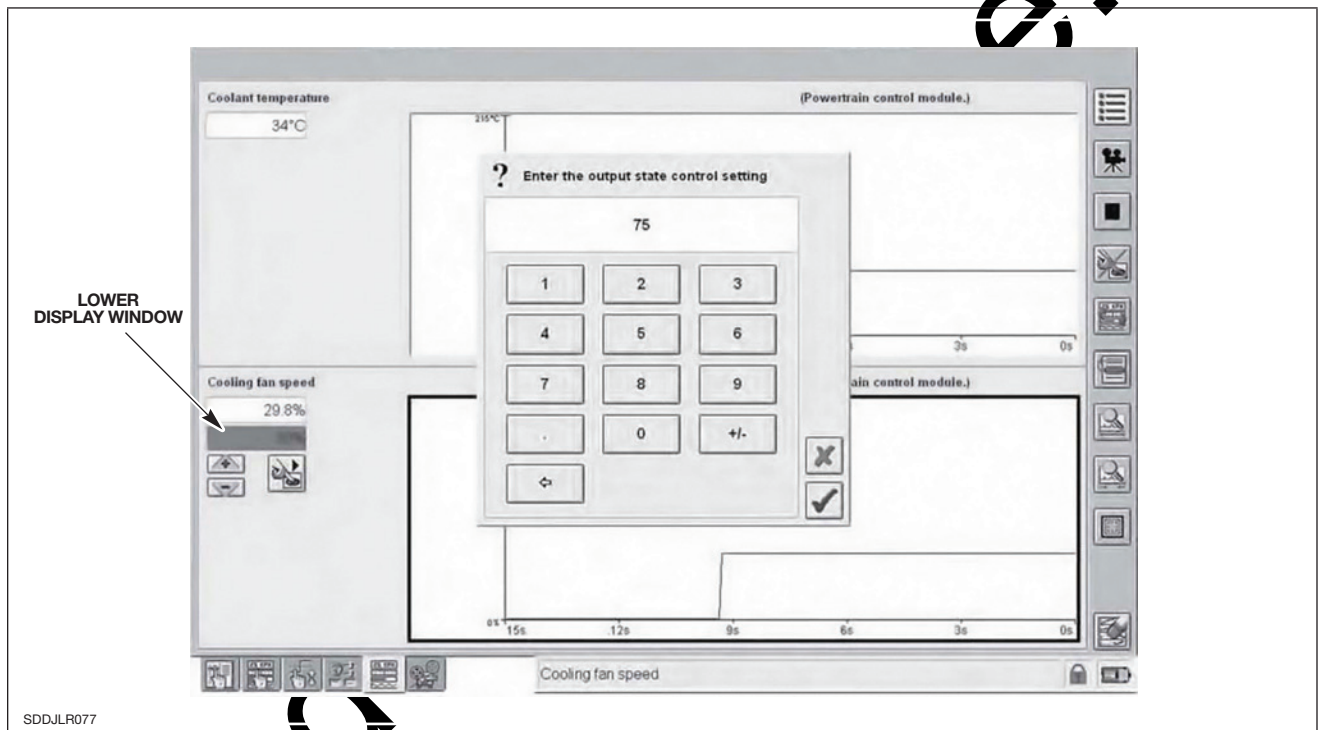 Coolant temperature
(Powertrain control module.)
34°C
215°C
? Enter the output state control setting
75
1 2 3
4 5 6
7 8 9
. 0 +/-
LOWER
DISPLAY WINDOW
3s 0s
Cooling fan speed
ain control module.)
29.8%
0% 15s 12s 9s 6s 3s 0s
Cooling fan speed
SDDJLR077